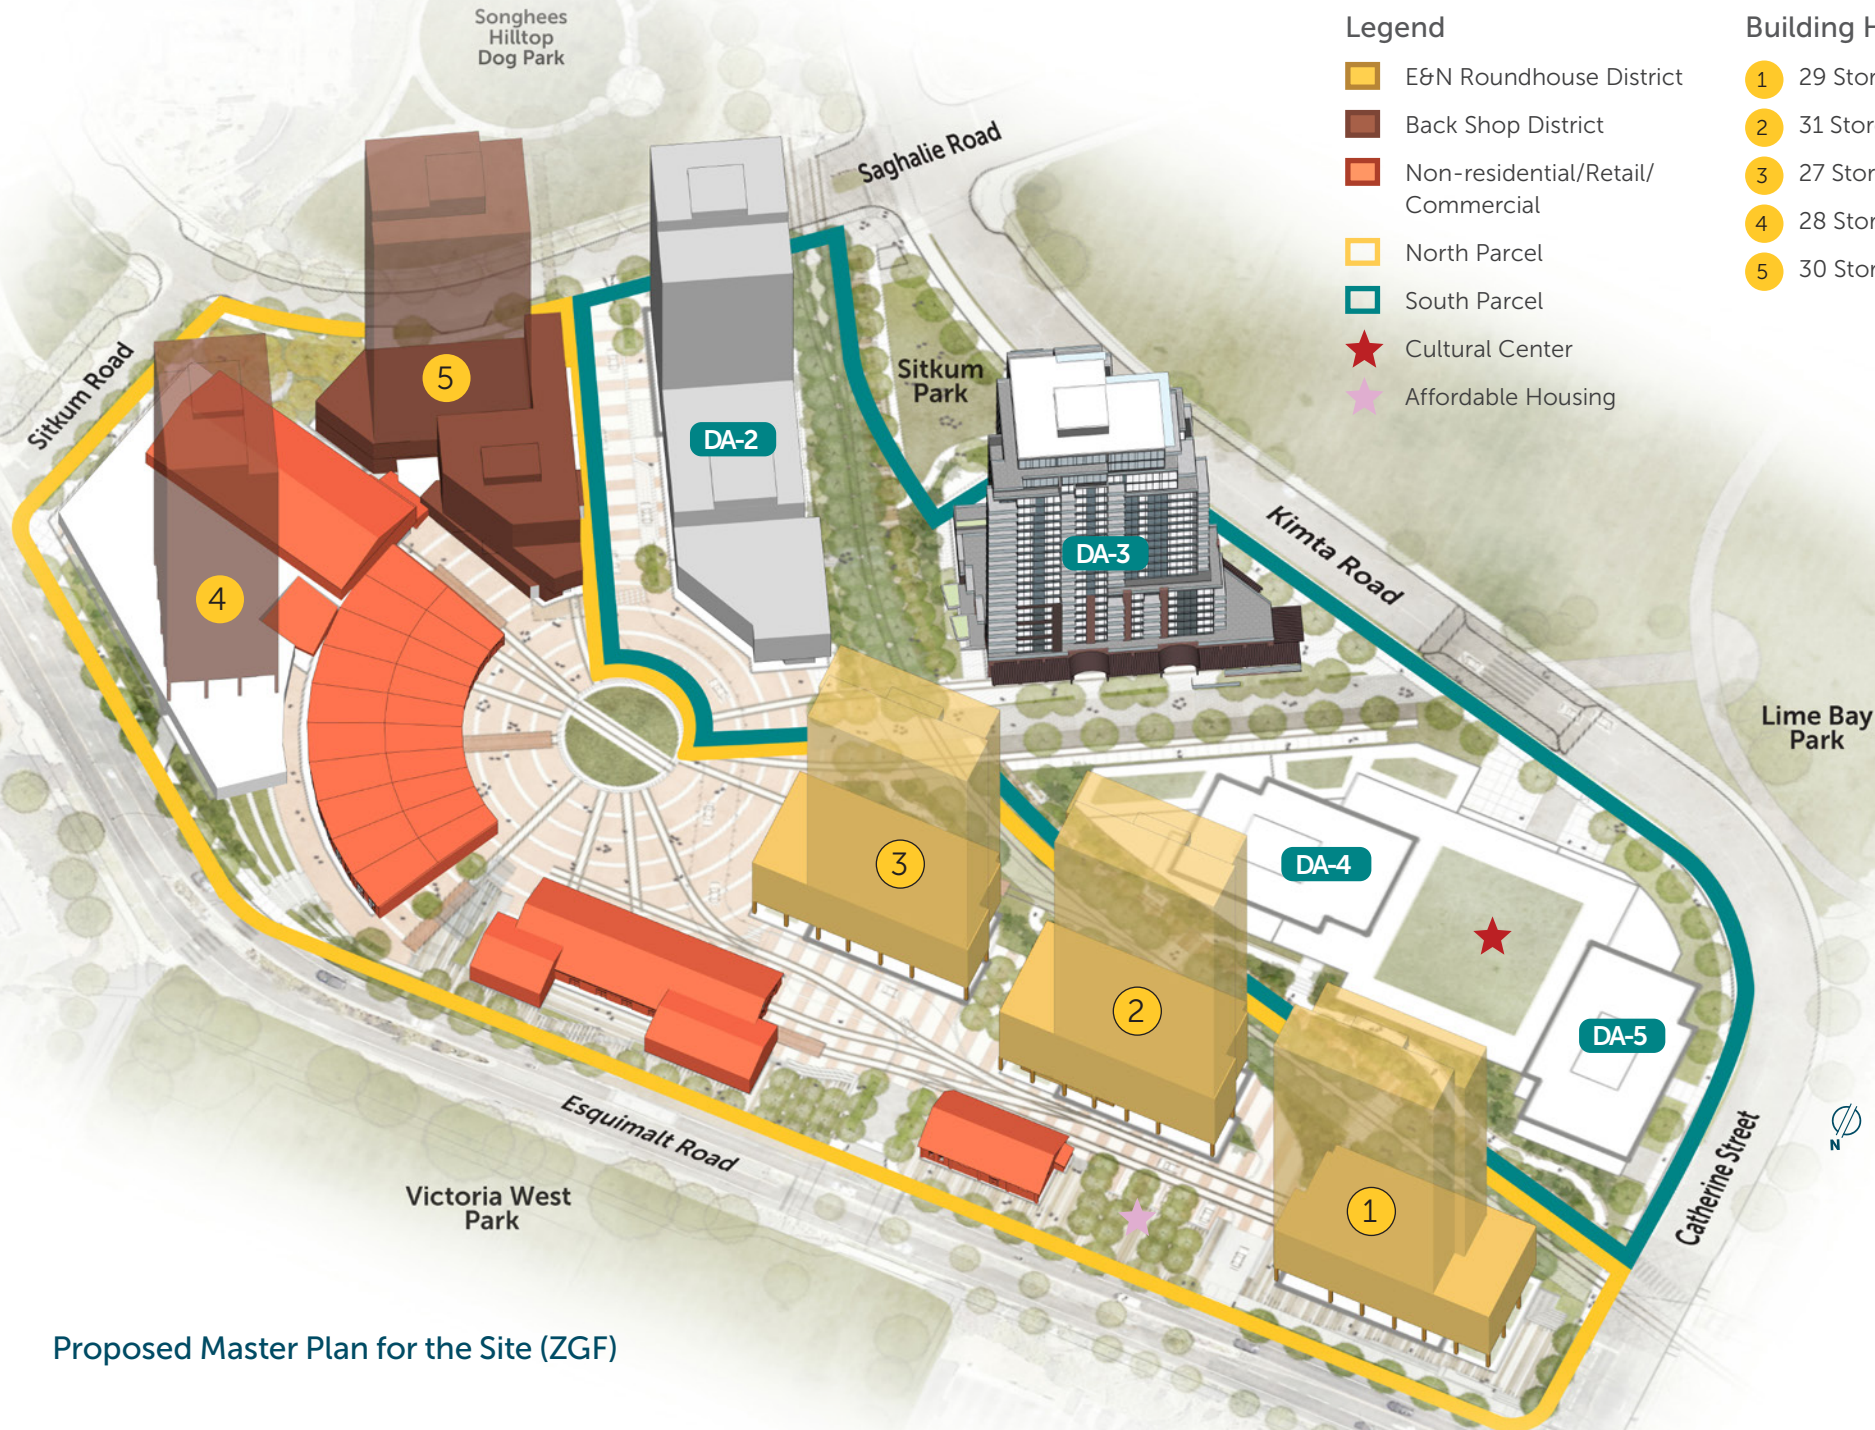 Songhees
Hilltop
Dog Park
Legend
E&N Roundhouse District
Back Shop District
Non-residential/Retail/
Commercial
North Parcel
South Parcel
Cultural Center
Affordable Housing
Building H
1 29 Stor
2 31 Stor
3 27 Stor
4 28 Stor
5 30 Stor
Saghalie Road
Sitkum Road
Sitkum
Park
5
DA-2
DA-3
Kimta Road
4
Lime Bay
Park
3
DA-4
2
DA-5
1
Esquimalt Road
Catherine Street
N
Victoria West
Park
Proposed Master Plan for the Site (ZGF)